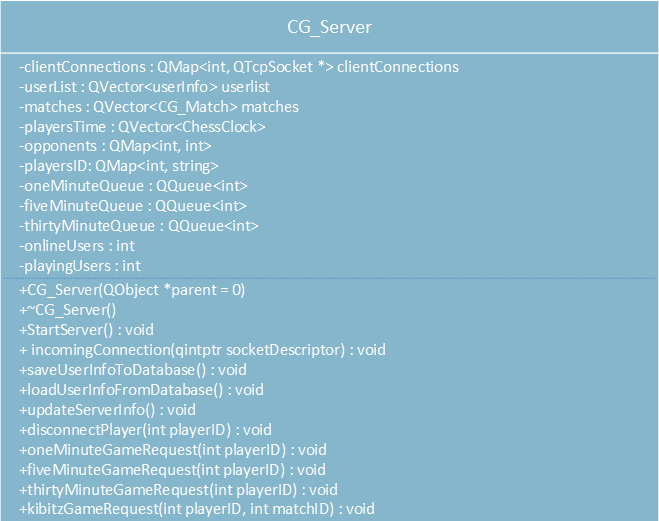 CG_Server
-clientConnections : QMap<int, QTcpSocket *> clientConnections
-userList : QVector<userInfo> userlist
-matches : QVector<CG_Match> matches
-playersTime : QVector<ChessClock>
-opponents : QMap<int, int>
-playersID: QMap<int, string>
-oneMinuteQueue : QQueue<int>
-fiveMinuteQueue : QQueue<int>
-thirtyMinuteQueue : QQueue<int>
-onlineUsers : int
-playingUsers : int
+CG_Server(QObject *parent = 0)
+~CG_Server()
+StartServer() : void
+ incomingConnection(qintptr socketDescriptor) : void
+saveUserInfoToDatabase() : void
+loadUserInfoFromDatabase() : void
+updateServerInfo() : void
+disconnectPlayer(int playerID) : void
+oneMinuteGameRequest(int playerID) : void
+fiveMinuteGameRequest(int playerID) : void
+thirtyMinuteGameRequest(int playerID) : void
+kibitzGameRequest(int playerID, int matchID) : void